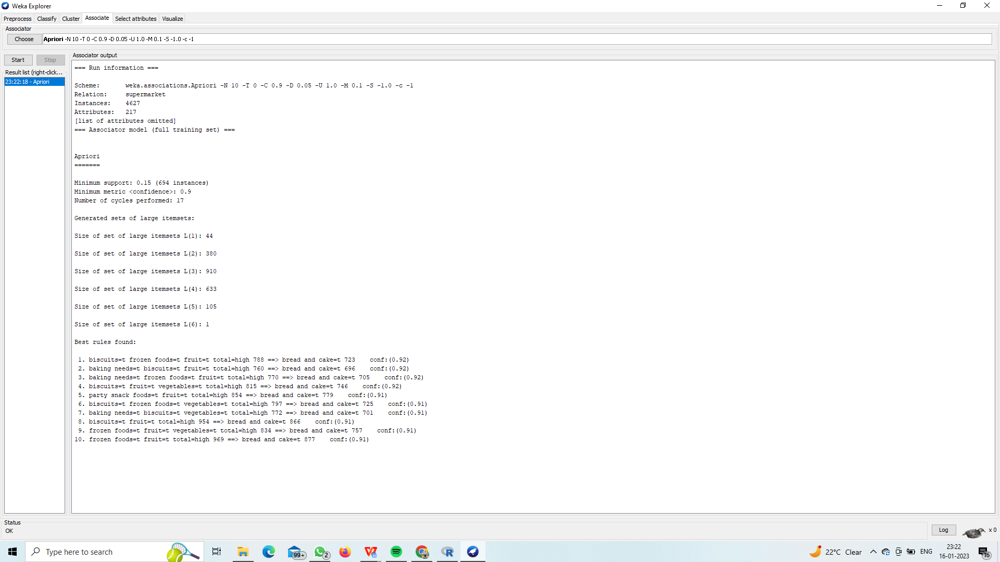 Weka Explorer
Preprocess Classify Cluster Associate Select attributes Visualize
Associator
Choose Apriori -N 10 -T 0 -C 0.9 -D 0.05 -U 1.0 -M 0.1 -S -1.0 -c -1
Start Stop
Result list (right-click...
23:22:18 - Apriori
Associator output
=== Run information ===
Scheme: weka.associations.Apriori -N 10 -T 0 -C 0.9 -D 0.05 -U 1.0 -M 0.1 -S -1.0 -c -1
Relation: supermarket
Instances: 4627
Attributes: 217
[list of attributes omitted]
=== Associator model (full training set) ===
Apriori
=======
Minimum support: 0.15 (694 instances)
Minimum metric <confidence>: 0.9
Number of cycles performed: 17
Generated sets of large itemsets:
Size of set of large itemsets L(1): 44
Size of set of large itemsets L(2): 380
Size of set of large itemsets L(3): 910
Size of set of large itemsets L(4): 633
Size of set of large itemsets L(5): 105
Size of set of large itemsets L(6): 1
Best rules found:
1. biscuits=t frozen foods=t fruit=t total=high 788 ==> bread and cake=t 723 conf:(0.92)
2. baking needs=t biscuits=t fruit=t total=high 760 ==> bread and cake=t 696 conf:(0.92)
3. baking needs=t frozen foods=t fruit=t total=high 770 ==> bread and cake=t 705 conf:(0.92)
4. biscuits=t fruit=t vegetables=t total=high 815 ==> bread and cake=t 746 conf:(0.92)
5. party snack foods=t fruit=t total=high 854 ==> bread and cake=t 779 conf:(0.91)
6. biscuits=t frozen foods=t vegetables=t total=high 797 ==> bread and cake=t 725 conf:(0.91)
7. baking needs=t biscuits=t vegetables=t total=high 772 ==> bread and cake=t 701 conf:(0.91)
8. biscuits=t fruit=t total=high 954 ==> bread and cake=t 866 conf:(0.91)
9. frozen foods=t fruit=t vegetables=t total=high 834 ==> bread and cake=t 757 conf:(0.91)
10. frozen foods=t fruit=t total=high 969 ==> bread and cake=t 877 conf:(0.91)
Status
OK
Log x 0
Type here to search
99+
2
22°C Clear
ENG
23:22
16-01-2023
16